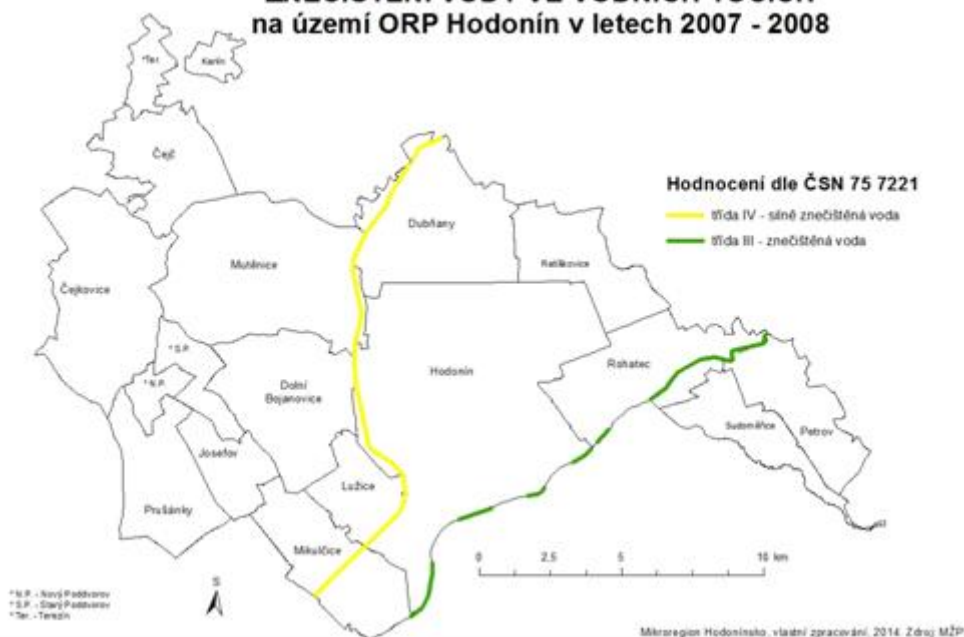 na území ORP Hodonín v letech 2007 - 2008
* Ter.
Karlín
Čejč
Hodnocení dle ČSN 75 7221
třída IV - silně znečištěná voda
třída III - znečištěná voda
Dubňany
Mutěnice
Ratíškovice
Čejkovice
* S.P.
Rohatec
Hodonín
* N.P.
Dolní
Bojanovice
Sudoměřice
Petrov
Josefov
Lužice
Prušánky
Mikulčice
0 2,5 5 10 km
S
* N.P. - Nový Poddvorov
* S.P. - Starý Poddvorov
* Ter. - Terezín
Mikroregion Hodonínsko, vlastní zpracování, 2014. Zdroj: MŽP